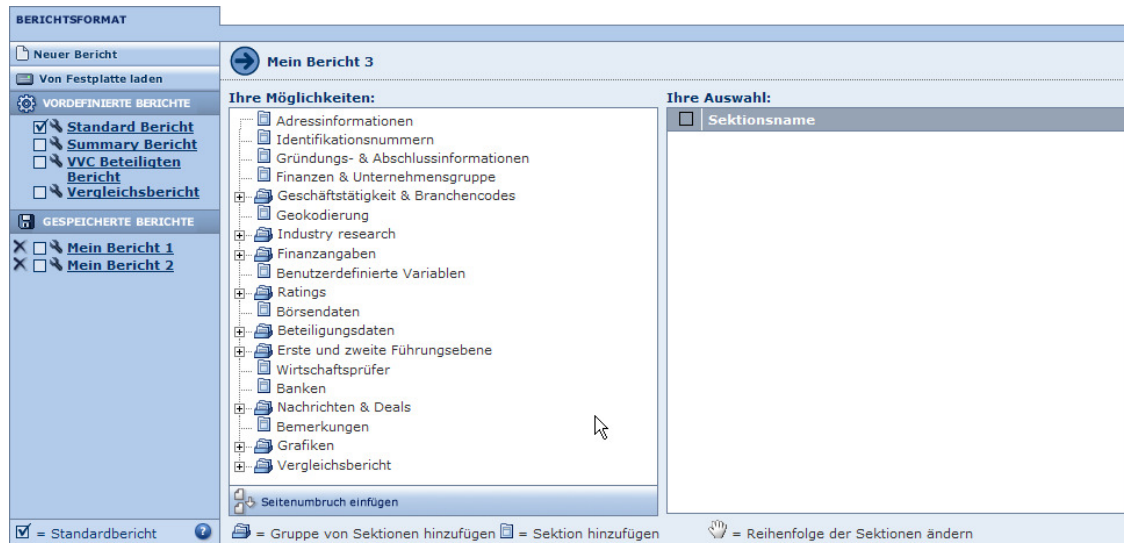 BERICHTSFORMAT
Neuer Bericht
Von Festplatte laden
VORDEFINIERTE BERICHTE
Standard Bericht
Summary Bericht
VVC Beteiligten
Bericht
Vergleichsbericht
GESPEICHERTE BERICHTE
Mein Bericht 1
Mein Bericht 2
= Standardbericht
Mein Bericht 3
Ihre Möglichkeiten:
Adressinformationen
Identifikationsnummern
Gründungs- & Abschlussinformationen
Finanzen & Unternehmensgruppe
Geschäftstätigkeit & Branchencodes
Geokodierung
Industry research
Finanzangaben
Benutzerdefinierte Variablen
Ratings
Börsendaten
Beteiligungsdaten
Erste und zweite Führungsebene
Wirtschaftsprüfer
Banken
Nachrichten & Deals
Bemerkungen
Grafiken
Vergleichsbericht
Seitenumbruch einfügen
Ihre Auswahl:
Sektionsname
= Gruppe von Sektionen hinzufügen = Sektion hinzufügen
= Reihenfolge der Sektionen ändern